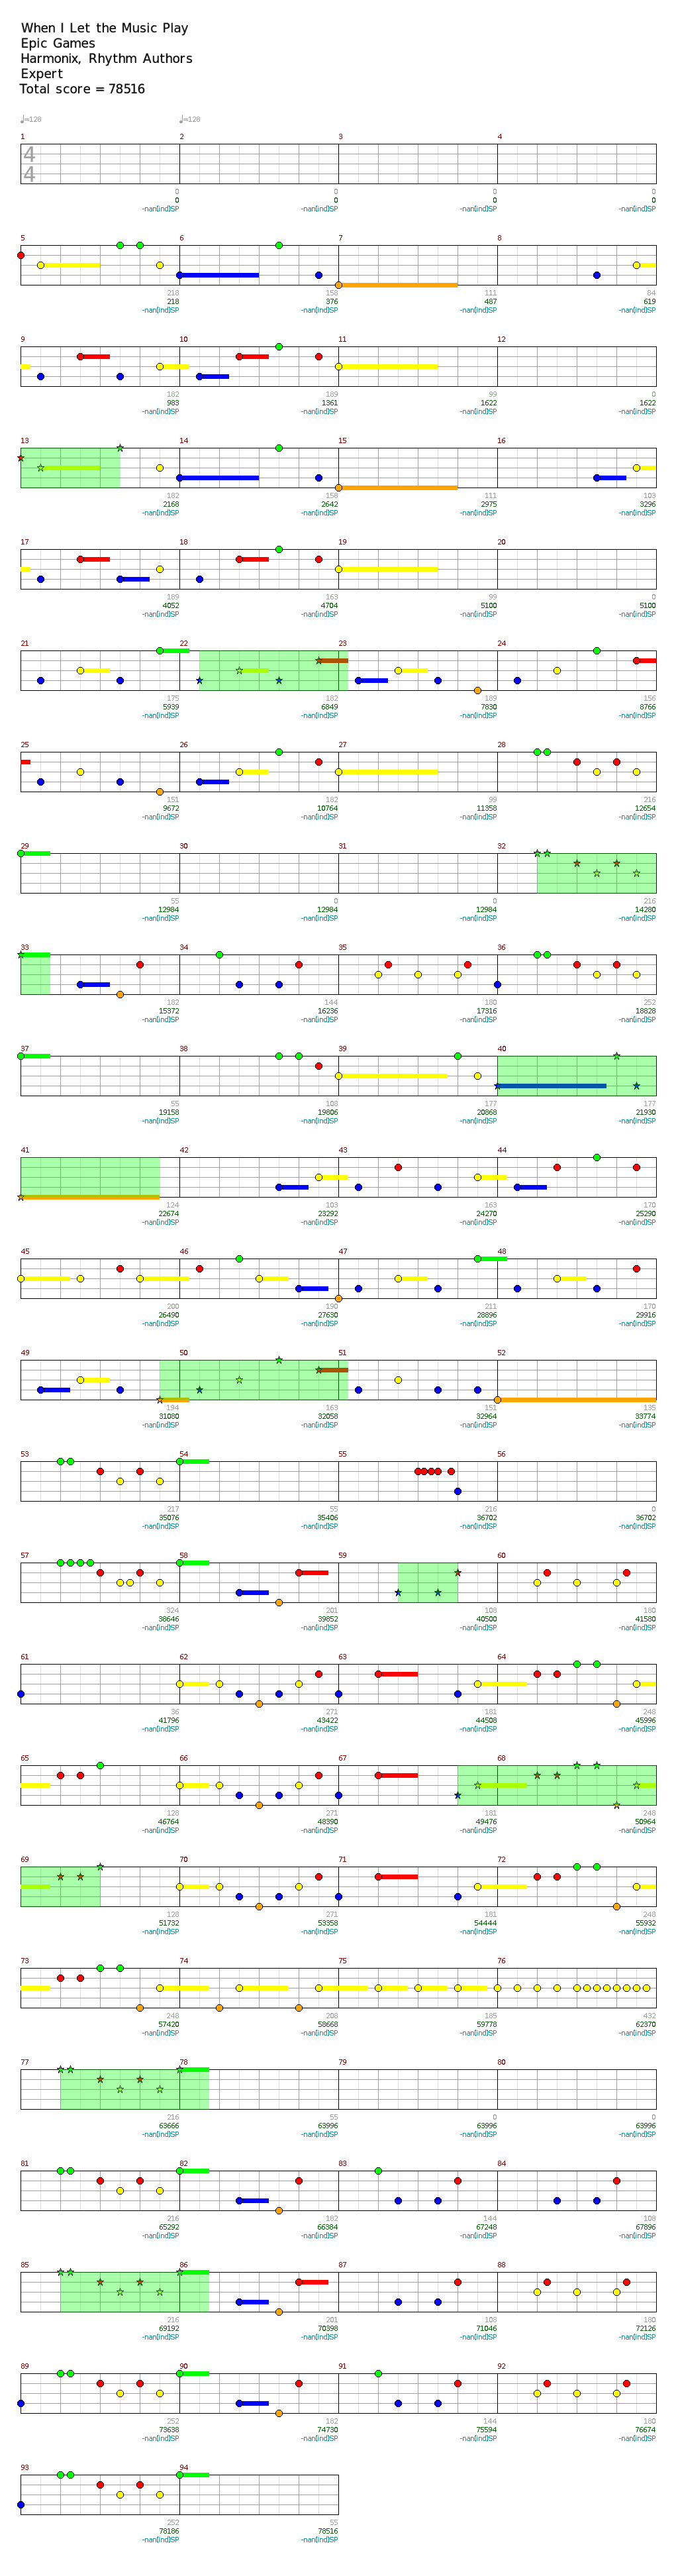 When I Let the Music Play
Epic Games
Harmonix, Rhythm Authors
Expert
Total score = 78516
♩=128 ♩=128
1 2 3 4
4
4
0 0 0 0
0 0 0 0
-nan(ind)SP -nan(ind)SP -nan(ind)SP -nan(ind)SP
5 6 7 8
218 158 111 84
218 376 487 619
-nan(ind)SP -nan(ind)SP -nan(ind)SP -nan(ind)SP
9 10 11 12
182 189 99 0
983 1361 1622 1622
-nan(ind)SP -nan(ind)SP -nan(ind)SP -nan(ind)SP
13 14 15 16
182 158 111 103
2168 2642 2975 3296
-nan(ind)SP -nan(ind)SP -nan(ind)SP -nan(ind)SP
17 18 19 20
189 163 99 0
4052 4704 5100 5100
-nan(ind)SP -nan(ind)SP -nan(ind)SP -nan(ind)SP
21 22 23 24
175 182 189 156
5939 6849 7830 8766
-nan(ind)SP -nan(ind)SP -nan(ind)SP -nan(ind)SP
25 26 27 28
151 182 99 216
9672 10764 11358 12654
-nan(ind)SP -nan(ind)SP -nan(ind)SP -nan(ind)SP
29 30 31 32
55 0 0 216
12984 12984 12984 14280
-nan(ind)SP -nan(ind)SP -nan(ind)SP -nan(ind)SP
33 34 35 36
182 144 180 252
15372 16236 17316 18828
-nan(ind)SP -nan(ind)SP -nan(ind)SP -nan(ind)SP
37 38 39 40
55 108 177 177
19158 19806 20868 21930
-nan(ind)SP -nan(ind)SP -nan(ind)SP -nan(ind)SP
41 42 43 44
124 103 163 170
22674 23292 24270 25290
-nan(ind)SP -nan(ind)SP -nan(ind)SP -nan(ind)SP
45 46 47 48
200 190 211 170
26490 27630 28896 29916
-nan(ind)SP -nan(ind)SP -nan(ind)SP -nan(ind)SP
49 50 51 52
194 163 151 135
31080 32058 32964 33774
-nan(ind)SP -nan(ind)SP -nan(ind)SP -nan(ind)SP
53 54 55 56
217 55 216 0
35076 35406 36702 36702
-nan(ind)SP -nan(ind)SP -nan(ind)SP -nan(ind)SP
57 58 59 60
324 201 108 180
38646 39852 40500 41580
-nan(ind)SP -nan(ind)SP -nan(ind)SP -nan(ind)SP
61 62 63 64
36 271 181 248
41796 43422 44508 45996
-nan(ind)SP -nan(ind)SP -nan(ind)SP -nan(ind)SP
65 66 67 68
128 271 181 248
46764 48390 49476 50964
-nan(ind)SP -nan(ind)SP -nan(ind)SP -nan(ind)SP
69 70 71 72
128 271 181 248
51732 53358 54444 55932
-nan(ind)SP -nan(ind)SP -nan(ind)SP -nan(ind)SP
73 74 75 76
248 208 185 432
57420 58668 59778 62370
-nan(ind)SP -nan(ind)SP -nan(ind)SP -nan(ind)SP
77 78 79 80
216 55 0 0
63666 63996 63996 63996
-nan(ind)SP -nan(ind)SP -nan(ind)SP -nan(ind)SP
81 82 83 84
216 182 144 108
65292 66384 67248 67896
-nan(ind)SP -nan(ind)SP -nan(ind)SP -nan(ind)SP
85 86 87 88
216 201 108 180
69192 70398 71046 72126
-nan(ind)SP -nan(ind)SP -nan(ind)SP -nan(ind)SP
89 90 91 92
252 182 144 180
73638 74730 75594 76674
-nan(ind)SP -nan(ind)SP -nan(ind)SP -nan(ind)SP
93 94
252 55
78186 78516
-nan(ind)SP -nan(ind)SP